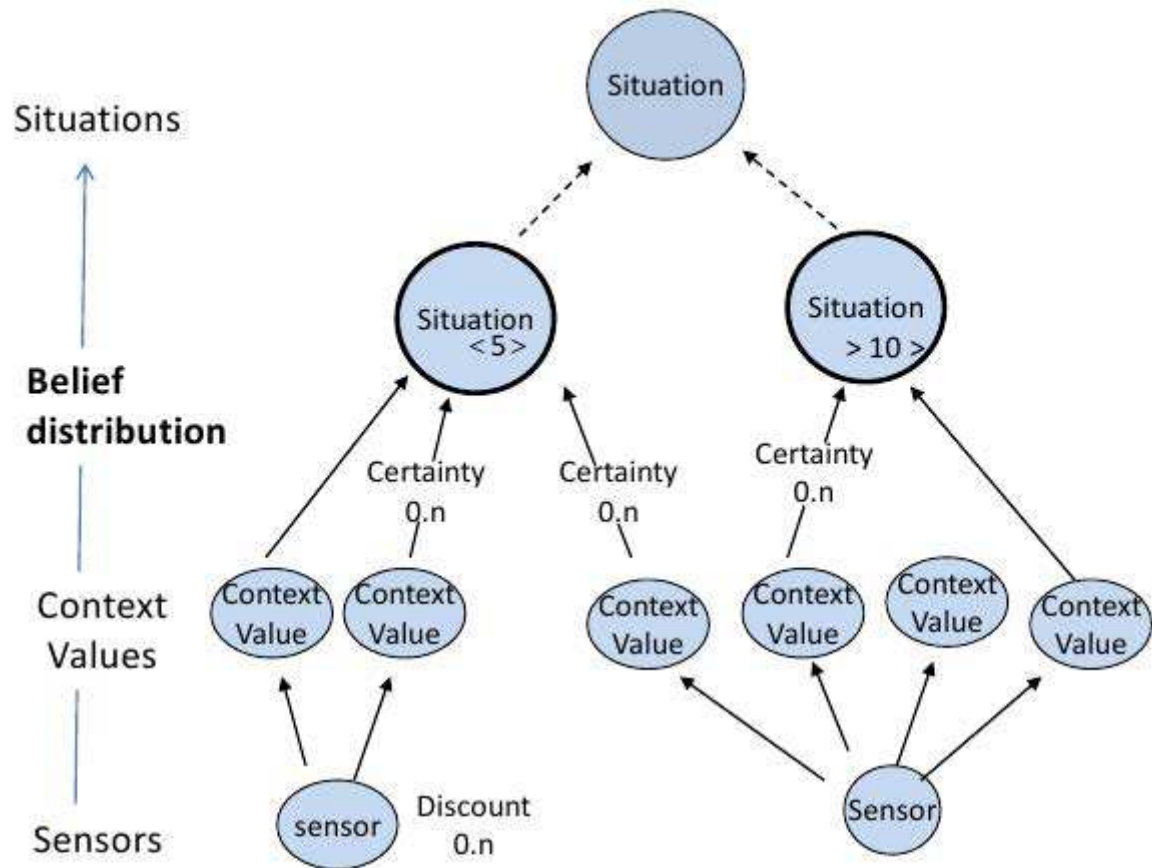 Situation
Situations
Situation
< 5 >
Situation
> 10 >
Belief
distribution
Certainty
0.n
Certainty
0.n
Certainty
0.n
Context
Value
Context
Value
Context
Value
Context
Value
Context
Value
Context
Value
Context
Values
Sensors
sensor
Discount
0.n
Sensor